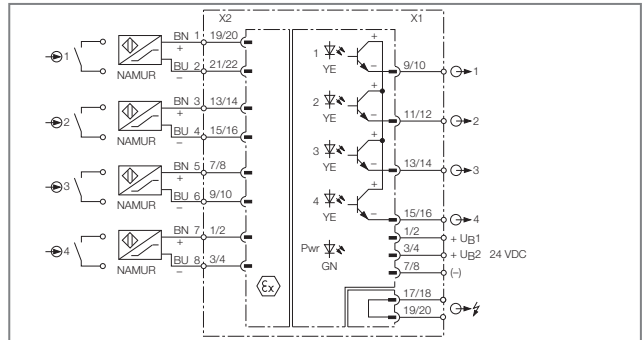 X2 X1
BN 1 19/20
+
1
BU 2 21/22
–
NAMUR
BN 3 13/14
+
2
BU 4 15/16
–
NAMUR
BN 5 7/8
+
3
BU 6 9/10
–
NAMUR
BN 7 1/2
+
4
BU 8 3/4
–
NAMUR
Ex
+
1
YE
– 9/10 1
+
2
YE
– 11/12 2
+
3
YE
– 13/14 3
+
4
YE
– 15/16 4
Pwr
GN
1/2 + UB1
3/4 + UB2 24 VDC
7/8 (–)
17/18
19/20